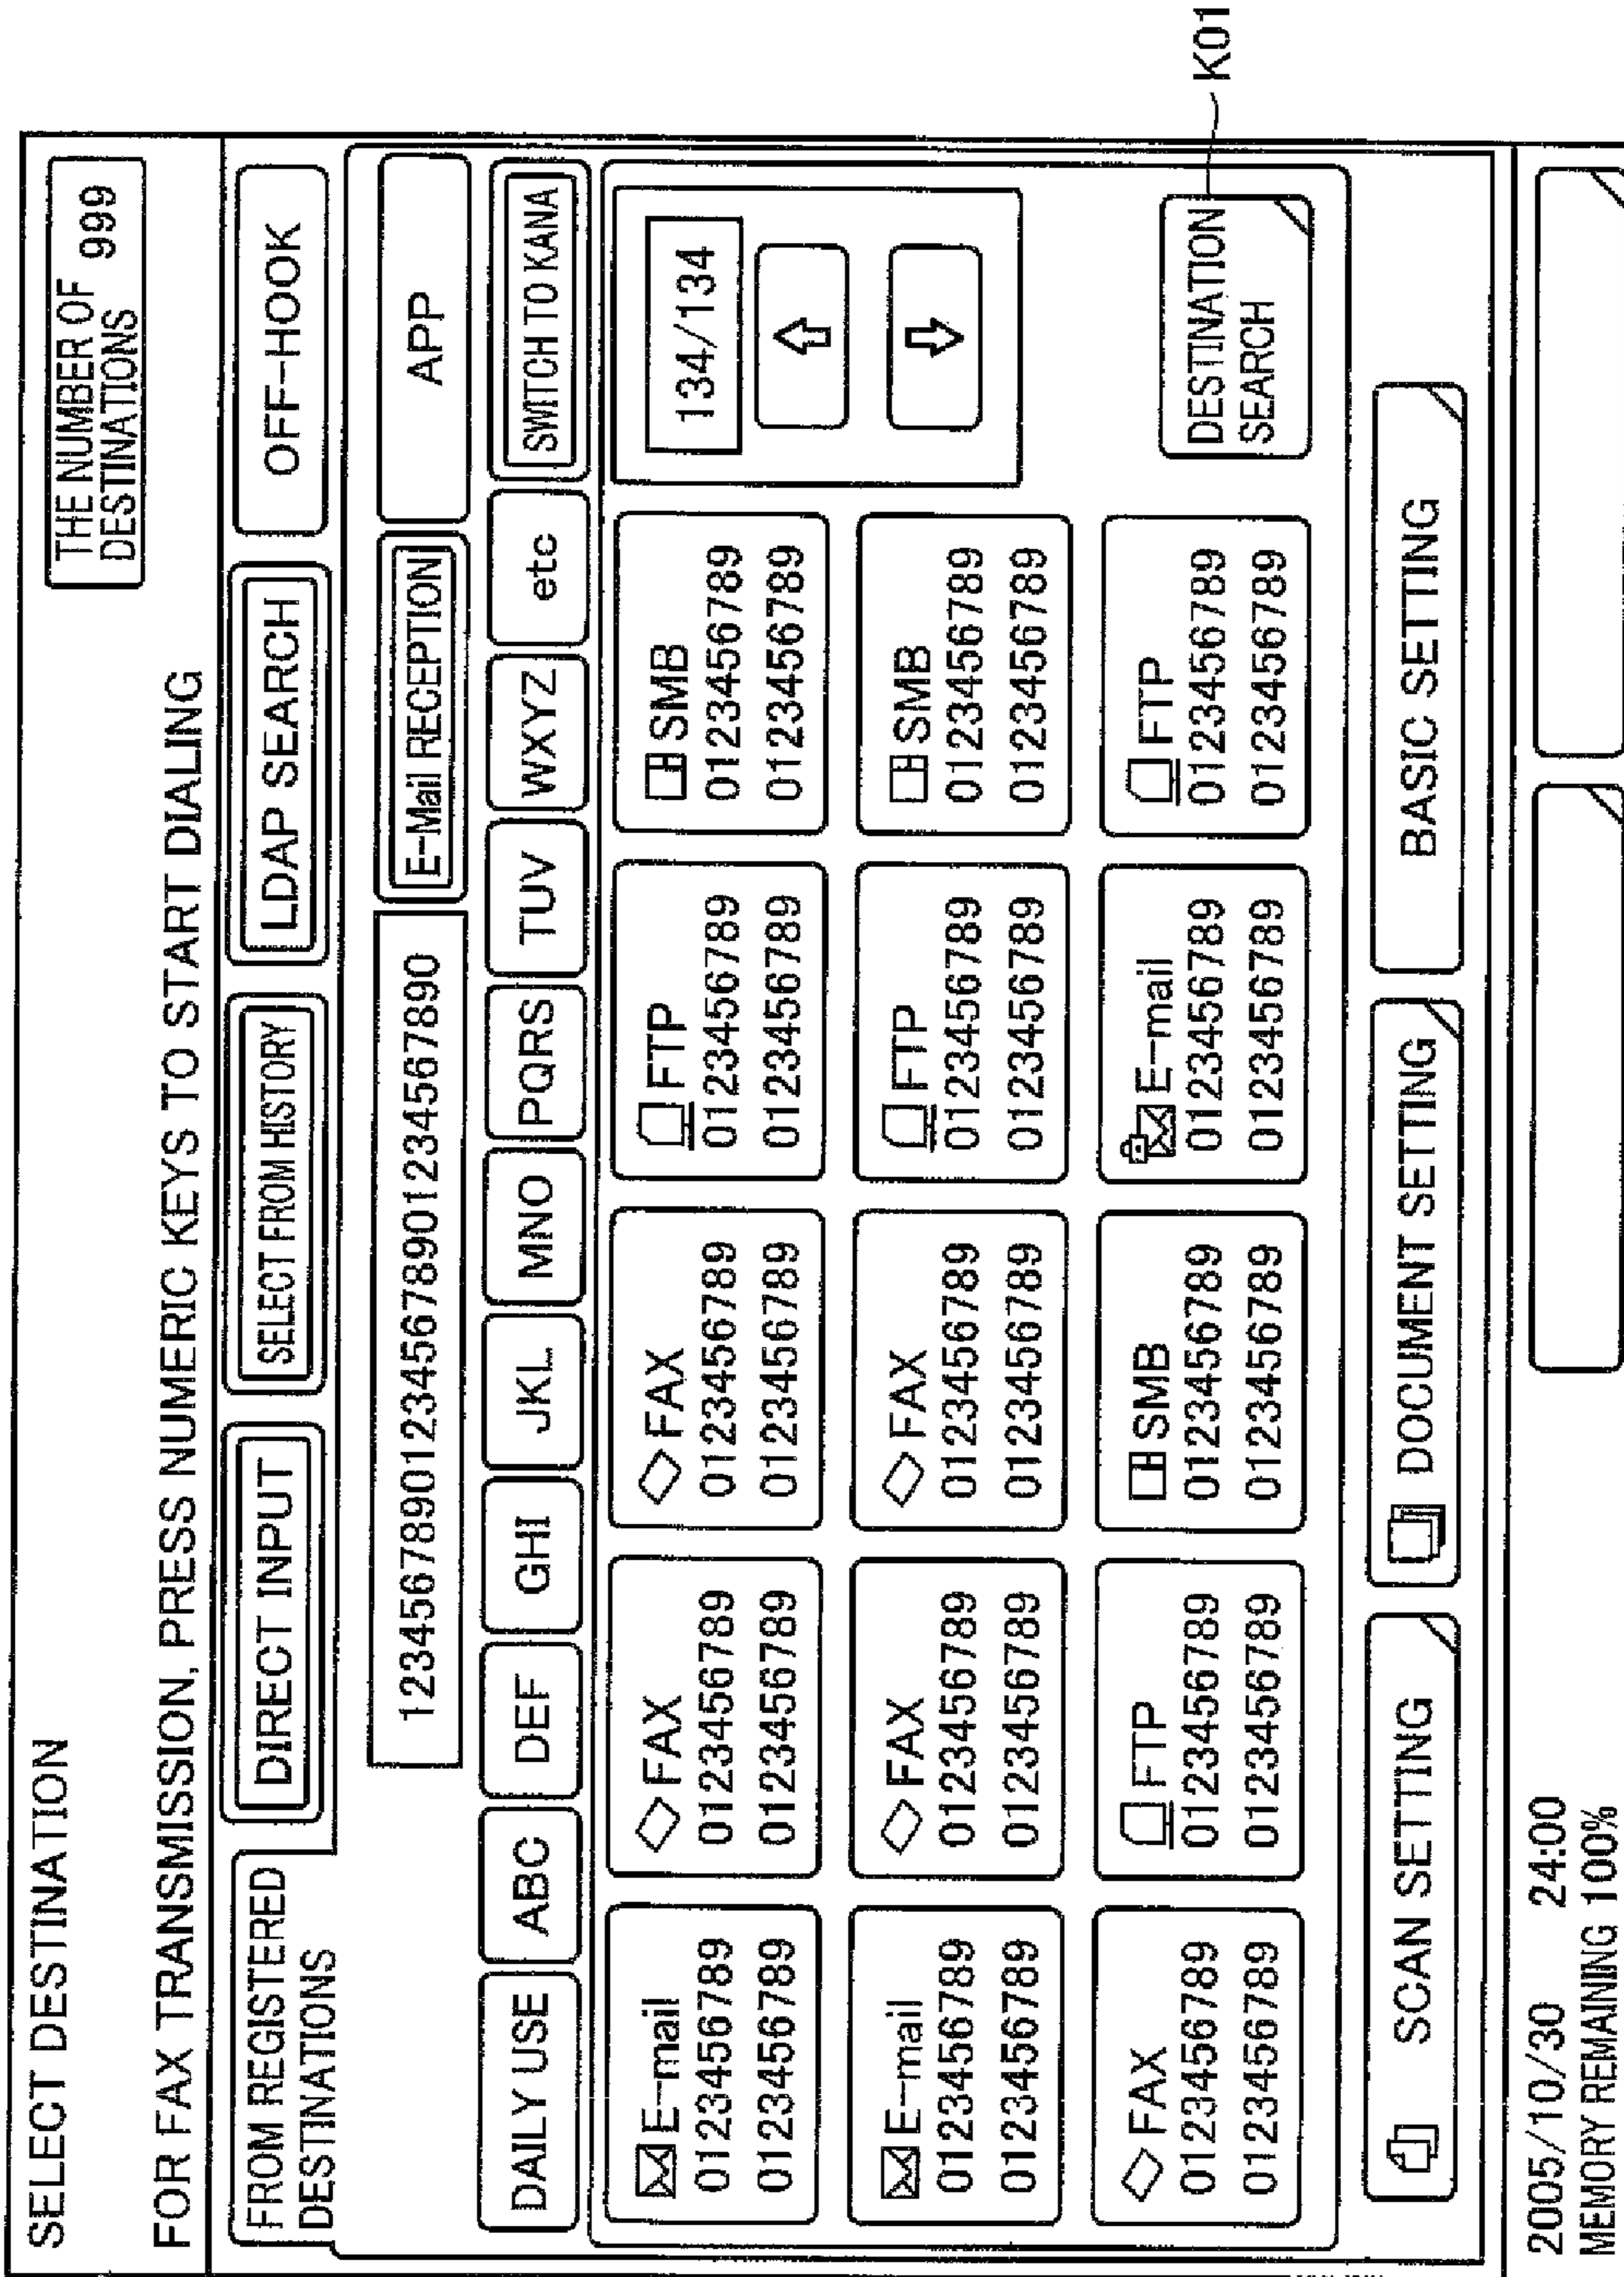 SELECT DESTINATION
THE NUMBER OF
DESTINATIONS 999
FOR FAX TRANSMISSION, PRESS NUMERIC KEYS TO START DIALING
FROM REGISTERED
DESTINATIONS
DIRECT INPUT
SELECT FROM HISTORY
LDAP SEARCH
OFF-HOOK
123456789012345678901234567890
E-Mail RECEPTION
APP
DAILY USE
ABC
DEF
GHI
JKL
MNO
PQRS
TUV
WXYZ
etc
SWITCH TO KANA
E-mail
0123456789
0123456789
FAX
0123456789
0123456789
FAX
0123456789
0123456789
FTP
0123456789
0123456789
SMB
0123456789
0123456789
134/134
E-mail
0123456789
0123456789
FAX
0123456789
0123456789
FAX
0123456789
0123456789
FTP
0123456789
0123456789
SMB
0123456789
0123456789
FAX
0123456789
0123456789
FTP
0123456789
0123456789
SMB
0123456789
0123456789
E-mail
0123456789
0123456789
FTP
0123456789
0123456789
DESTINATION
SEARCH
K01
SCAN SETTING
DOCUMENT SETTING
BASIC SETTING
2005/10/30 24:00
MEMORY REMAINING 100%